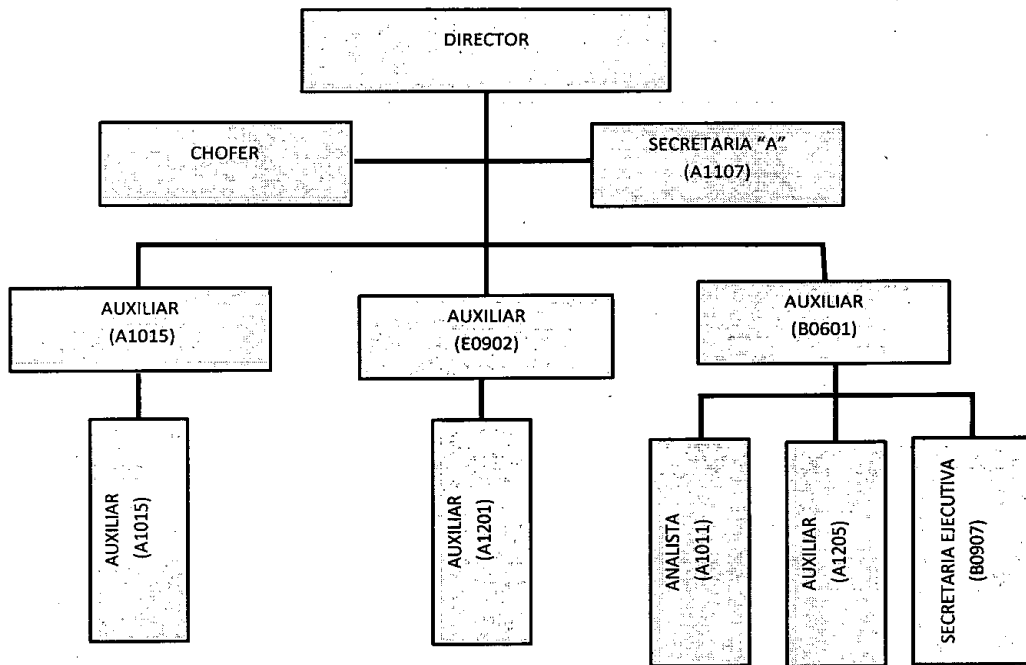 DIRECTOR
CHOFER
SECRETARIA "A"
(A1107)
AUXILIAR
(A1015)
AUXILIAR
(E0902)
AUXILIAR
(B0601)
AUXILIAR
(A1015)
AUXILIAR
(A1201)
ANALISTA
(A1011)
AUXILIAR
(A1205)
SECRETARIA EJECUTIVA
(B0907)